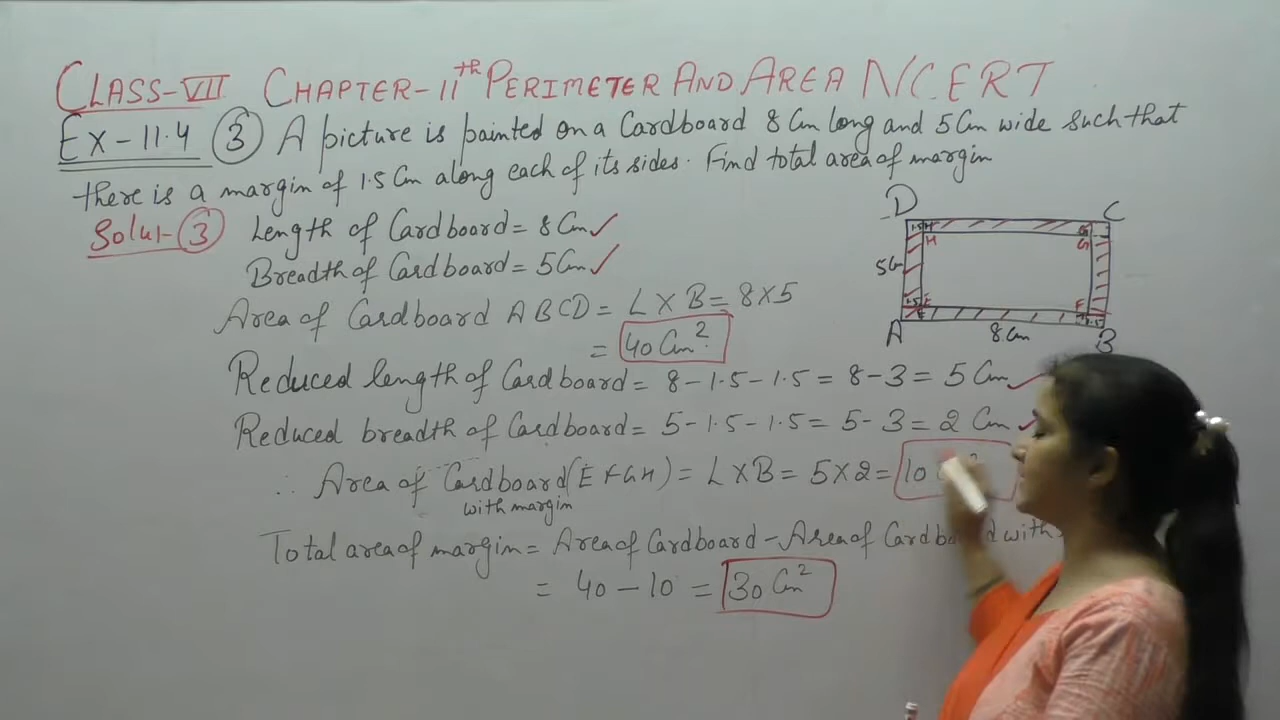 CLASS-VII CHAPTER-11th PERIMETER AND AREA NCERT
Ex-11.4 (3) A picture is painted on a Cardboard 8 Cm long and 5 Cm wide such that
there is a margin of 1.5 Cm along each of its sides. Find total area of margin
Solut-(3) Length of Cardboard = 8 Cm ✓
Breadth of Cardboard = 5 Cm ✓
Area of Cardboard ABCD = L × B = 8×5
= 40 Cm².
Reduced length of Cardboard = 8 - 1.5 - 1.5 = 8 - 3 = 5 Cm ✓
Reduced breadth of Cardboard = 5 - 1.5 - 1.5 = 5 - 3 = 2 Cm ✓
∴ Area of Cardboard (EFGH) = L × B = 5×2 = 10
with margin
Total area of margin = Area of Cardboard - Area of Cardboard with
= 40 - 10 = 30 Cm²
D C
H G
5 Cm
E F
A 8 Cm B